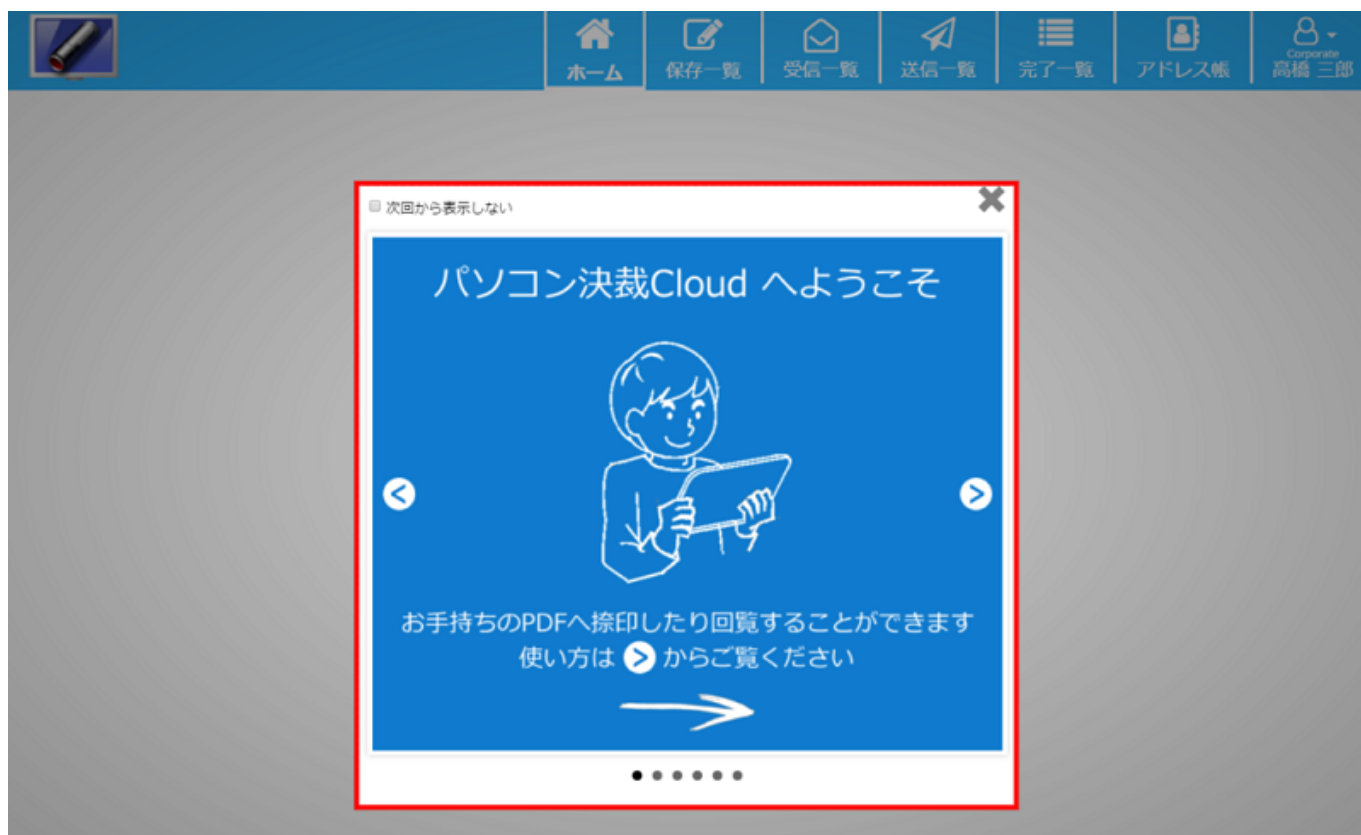 ホーム
保存一覧
受信一覧
送信一覧
完了一覧
アドレス帳
Corporate
高橋 三郎
次回から表示しない
パソコン決裁Cloud へようこそ
お手持ちのPDFへ捺印したり回覧することができます
使い方は > からご覧ください